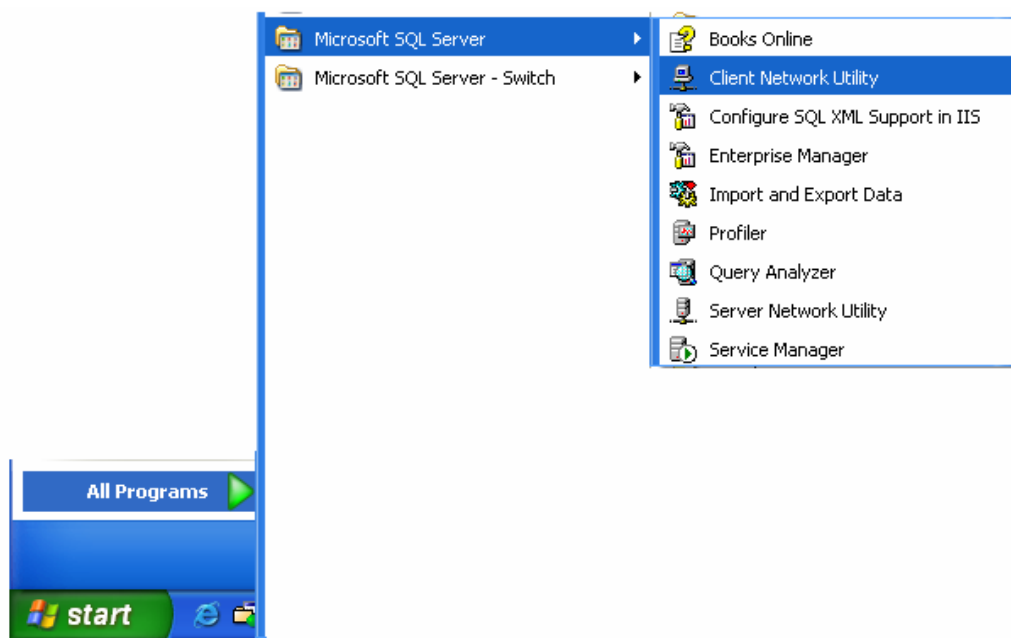 Microsoft SQL Server
Microsoft SQL Server - Switch
Books Online
Client Network Utility
Configure SQL XML Support in IIS
Enterprise Manager
Import and Export Data
Profiler
Query Analyzer
Server Network Utility
Service Manager
All Programs
start